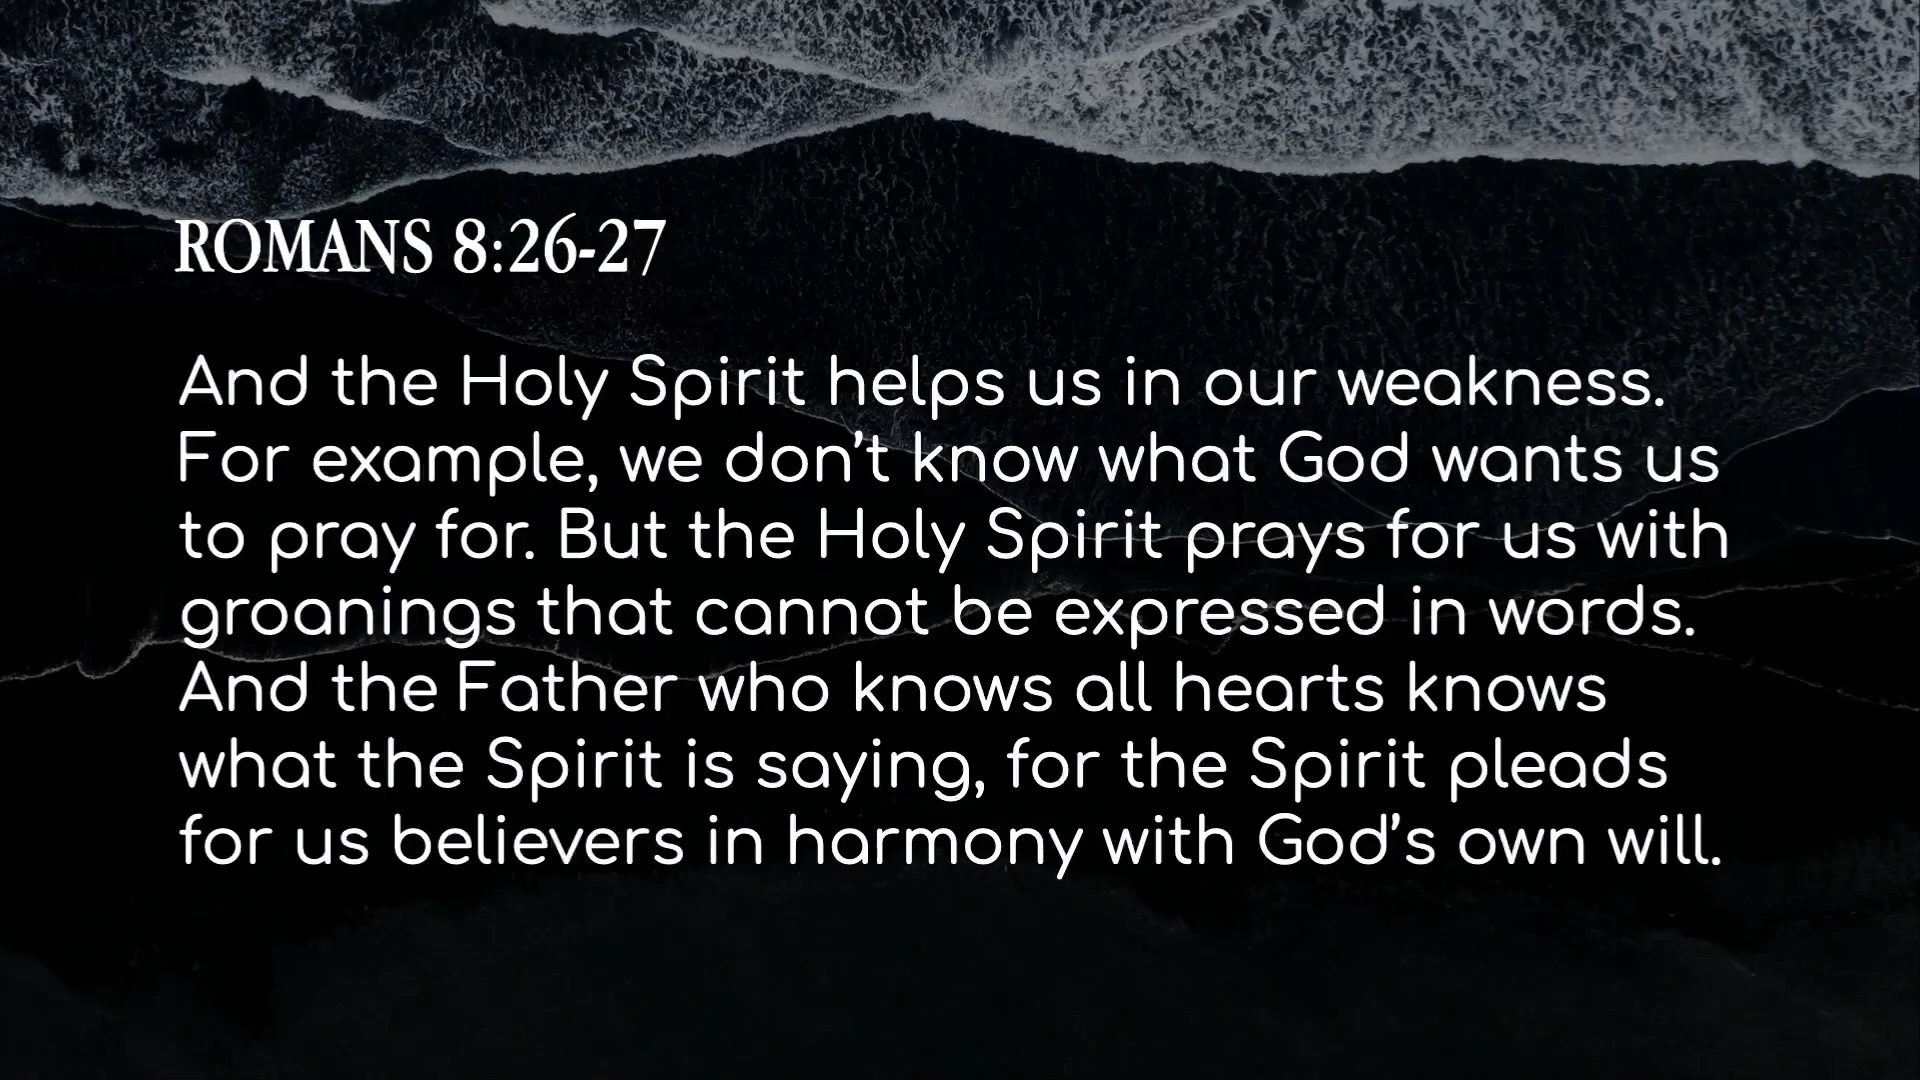 ROMANS 8:26-27
And the Holy Spirit helps us in our weakness.
For example, we don’t know what God wants us
to pray for. But the Holy Spirit prays for us with
groanings that cannot be expressed in words.
And the Father who knows all hearts knows
what the Spirit is saying, for the Spirit pleads
for us believers in harmony with God’s own will.